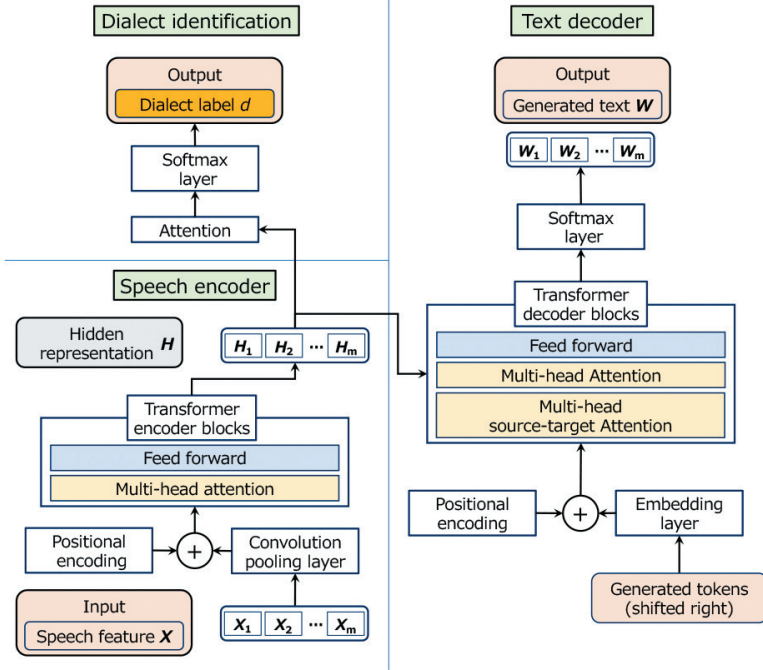 Dialect identification
Output
Dialect label d
Softmax
layer
Attention
Speech encoder
Hidden
representation H
H1 H2 ··· Hm
Transformer
encoder blocks
Feed forward
Multi-head attention
Positional
encoding
+
Convolution
pooling layer
Input
Speech feature X
X1 X2 ··· Xm
Text decoder
Output
Generated text W
W1 W2 ··· Wm
Softmax
layer
Transformer
decoder blocks
Feed forward
Multi-head Attention
Multi-head
source-target Attention
Positional
encoding
+
Embedding
layer
Generated tokens
(shifted right)